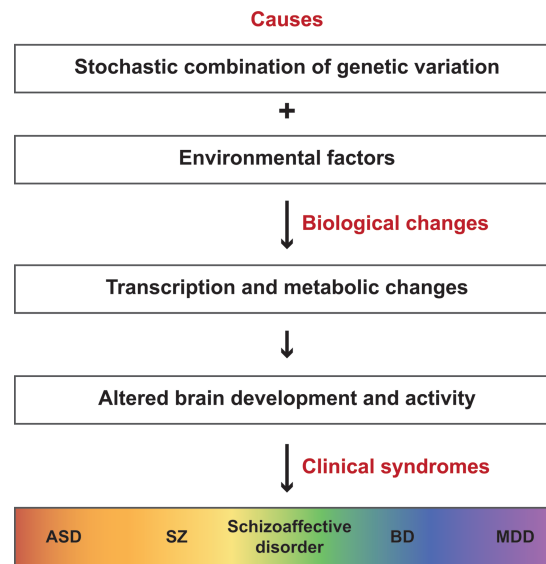 Causes
Stochastic combination of genetic variation
+
Environmental factors
Biological changes
Transcription and metabolic changes
Altered brain development and activity
Clinical syndromes
ASD SZ Schizoaffective disorder BD MDD